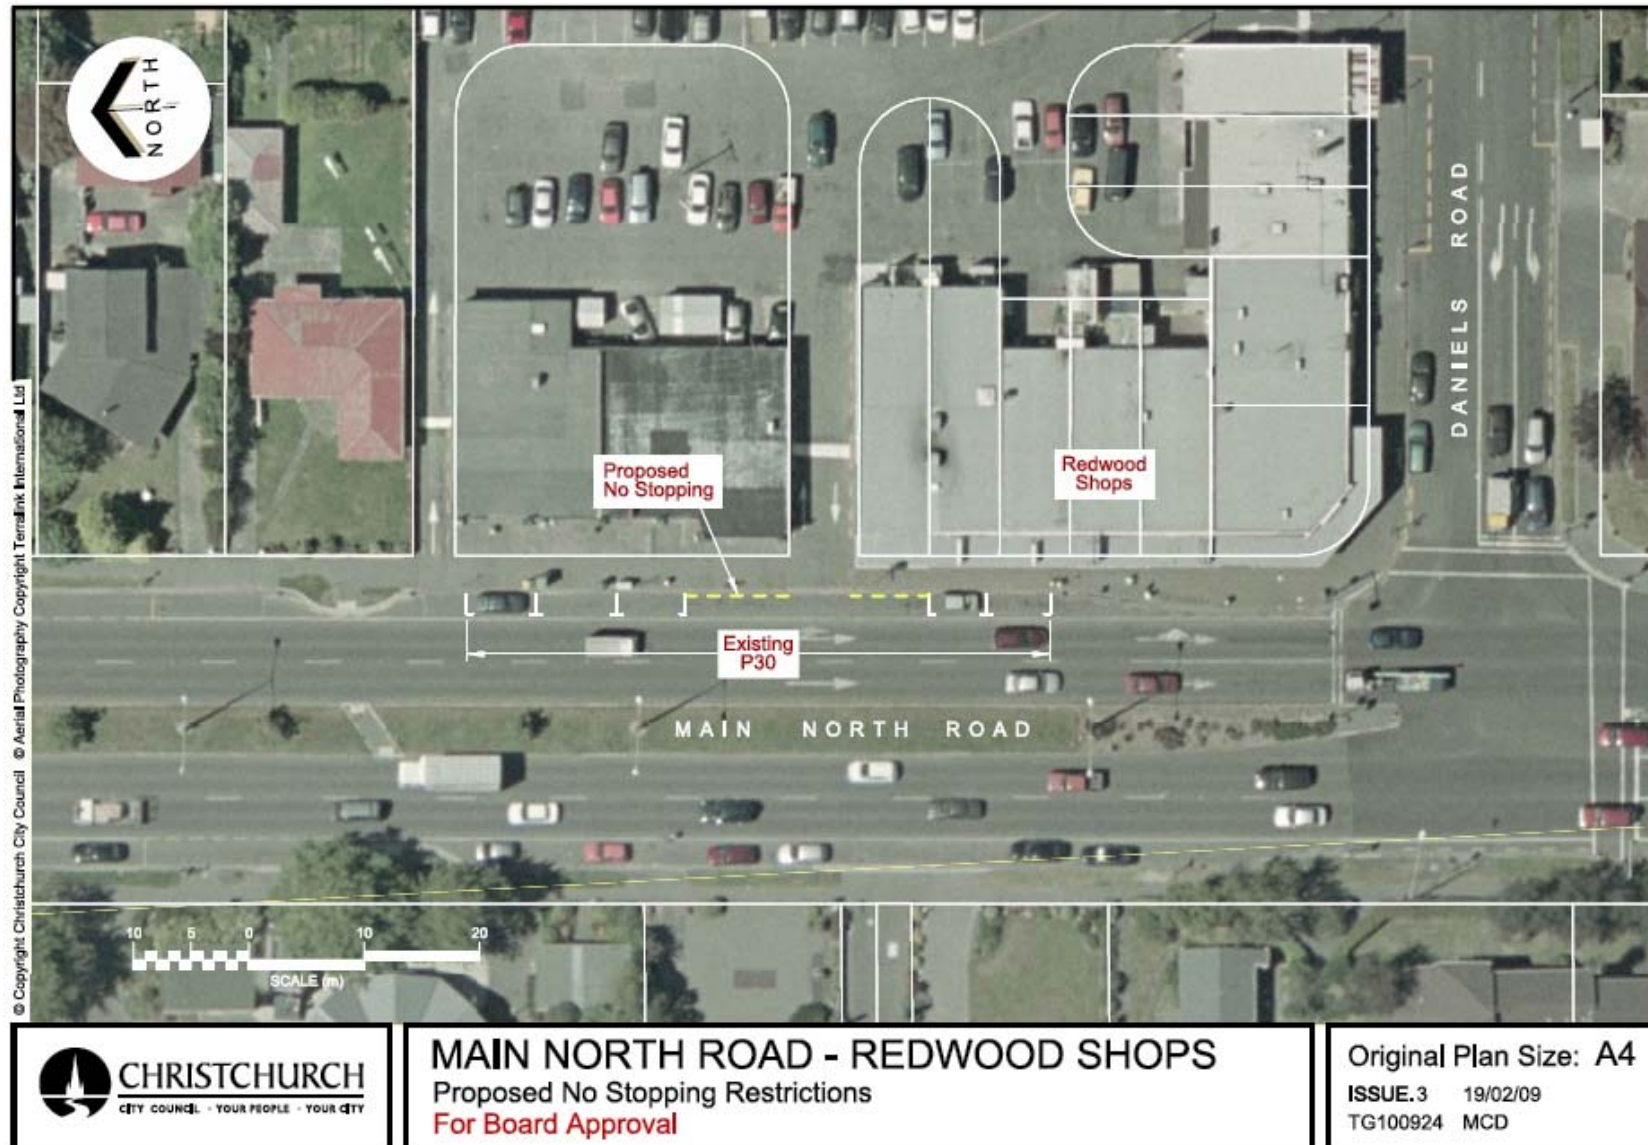 NORTH
DANIELS ROAD
Proposed
No Stopping
Redwood
Shops
Existing
P30
MAIN NORTH ROAD
10 5 0 10 20
SCALE (m)
© Copyright Christchurch City Council © Aerial Photography Copyright Terralink International Ltd
CHRISTCHURCH
CITY COUNCIL · YOUR PEOPLE · YOUR CITY
MAIN NORTH ROAD - REDWOOD SHOPS
Proposed No Stopping Restrictions
For Board Approval
Original Plan Size: A4
ISSUE.3 19/02/09
TG100924 MCD